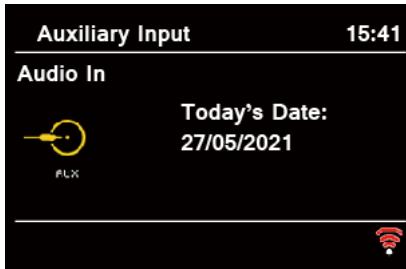 Auxiliary Input 15:41
Audio In
Today's Date:
27/05/2021
AUX